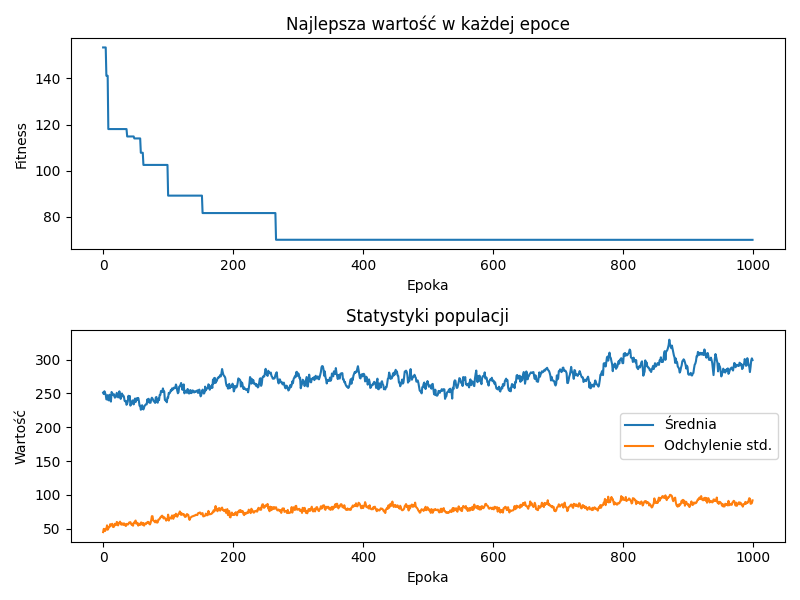 Najlepsza wartość w każdej epoce
Fitness
140
120
100
80
0 200 400 600 800 1000
Epoka
Statystyki populacji
Wartość
300
250
200
150
100
50
Średnia
Odchylenie std.
0 200 400 600 800 1000
Epoka